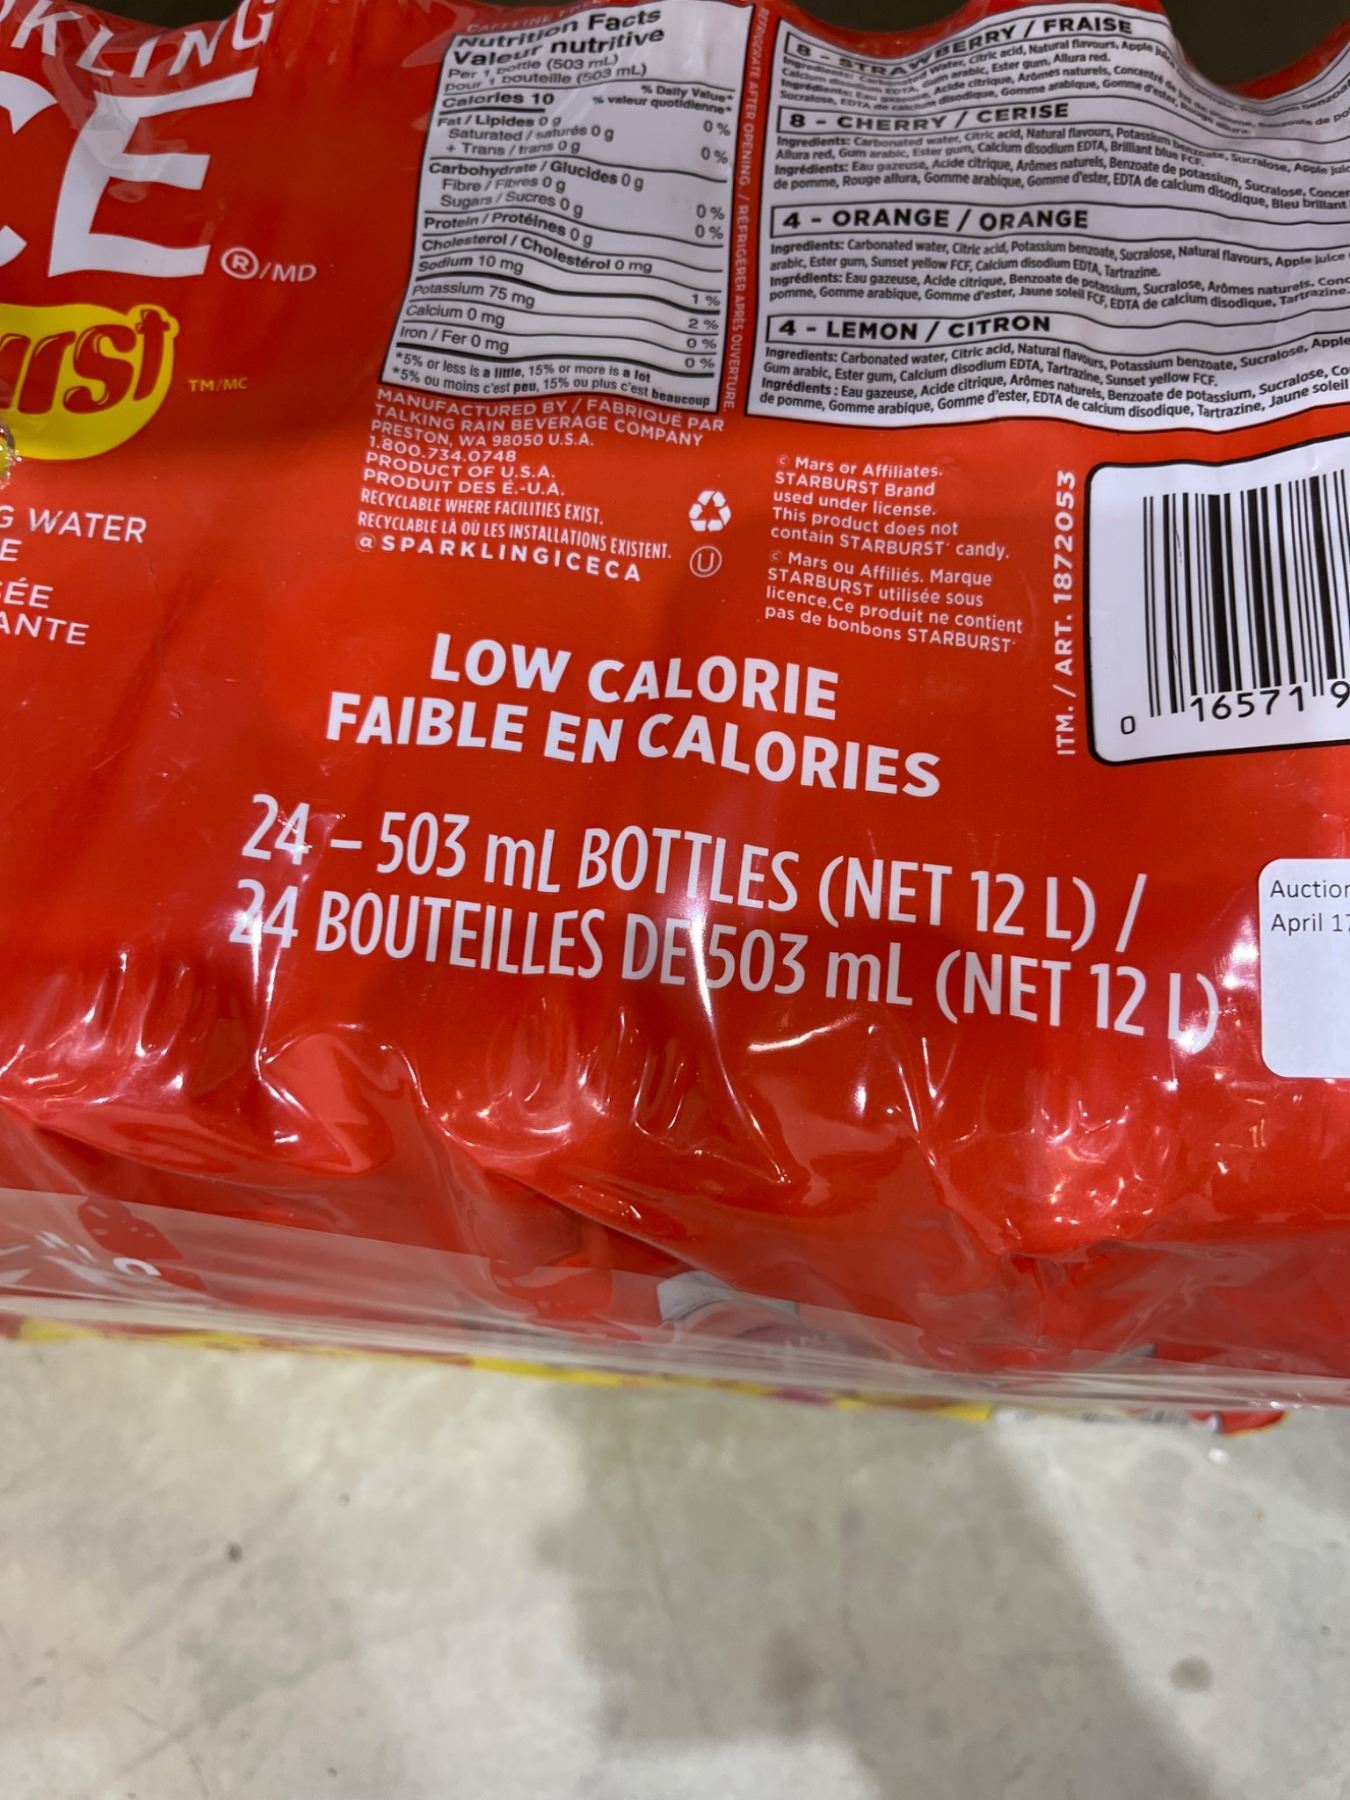 KLING
CE
®/MD
TM/MC
G WATER
E
ÉE
ANTE
Nutrition Facts
Valeur nutritive
Per 1 bottle (503 mL)
pour 1 bouteille (503 mL)
% Daily Value*
% valeur quotidienne*
Calories 10
Fat / Lipides 0 g 0 %
Saturated / saturés 0 g
+ Trans / trans 0 g 0 %
Carbohydrate / Glucides 0 g
Fibre / Fibres 0 g 0 %
Sugars / Sucres 0 g 0 %
Protein / Protéines 0 g
Cholesterol / Cholestérol 0 mg
Sodium 10 mg 1 %
Potassium 75 mg 2 %
Calcium 0 mg 0 %
Iron / Fer 0 mg 0 %
*5% or less is a little, 15% or more is a lot
*5% ou moins c'est peu, 15% ou plus c'est beaucoup
REFRIGERATE AFTER OPENING. / RÉFRIGÉRER APRÈS OUVERTURE.
MANUFACTURED BY / FABRIQUÉ PAR
TALKING RAIN BEVERAGE COMPANY
PRESTON, WA 98050 U.S.A.
1.800.734.0748
PRODUCT OF U.S.A.
PRODUIT DES É.-U.A.
RECYCLABLE WHERE FACILITIES EXIST.
RECYCLABLE LÀ OÙ LES INSTALLATIONS EXISTENT.
@SPARKLINGICECA
U
8 - STRAWBERRY / FRAISE
8 - CHERRY / CERISE
Ingredients: Carbonated water, Citric acid, Natural flavours, Potassium benzoate, Sucralose, Apple juic
Allura red, Gum arabic, Ester gum, Calcium disodium EDTA, Brilliant blue FCF.
Ingrédients: Eau gazeuse, Acide citrique, Arômes naturels, Benzoate de potassium, Sucralose, Concen
de pomme, Rouge allura, Gomme arabique, Gomme d'ester, EDTA de calcium disodique, Bleu brillant
4 - ORANGE / ORANGE
Ingredients: Carbonated water, Citric acid, Potassium benzoate, Sucralose, Natural flavours, Apple juice
arabic, Ester gum, Sunset yellow FCF, Calcium disodium EDTA, Tartrazine.
Ingrédients: Eau gazeuse, Acide citrique, Benzoate de potassium, Sucralose, Arômes naturels, Conc
pomme, Gomme arabique, Gomme d'ester, Jaune soleil FCF, EDTA de calcium disodique, Tartrazine.
4 - LEMON / CITRON
Ingredients: Carbonated water, Citric acid, Natural flavours, Potassium benzoate, Sucralose, Apple
Gum arabic, Ester gum, Calcium disodium EDTA, Tartrazine, Sunset yellow FCF.
Ingrédients : Eau gazeuse, Acide citrique, Arômes naturels, Benzoate de potassium, Sucralose, Co
de pomme, Gomme arabique, Gomme d'ester, EDTA de calcium disodique, Tartrazine, Jaune soleil
© Mars or Affiliates.
STARBURST Brand
used under license.
This product does not
contain STARBURST® candy.
© Mars ou Affiliés. Marque
STARBURST utilisée sous
licence.Ce produit ne contient
pas de bonbons STARBURST®
ITM. / ART. 1872053
0 16571 9
LOW CALORIE
FAIBLE EN CALORIES
24 – 503 mL BOTTLES (NET 12 L) /
24 BOUTEILLES DE 503 mL (NET 12 L)
Auction
April 17